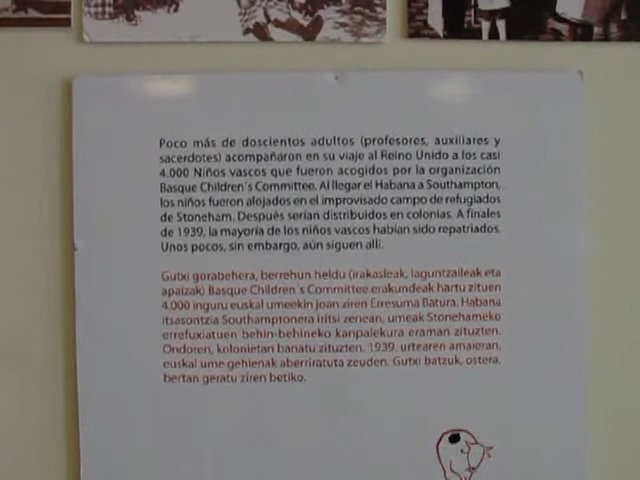 Poco más de doscientos adultos (profesores, auxiliares y
sacerdotes) acompañaron en su viaje al Reino Unido a los casi
4.000 Niños vascos que fueron acogidos por la organización
Basque Children´s Committee. Al llegar el Habana a Southampton,
los niños fueron alojados en el improvisado campo de refugiados
de Stoneham. Después serían distribuidos en colonias. A finales
de 1939, la mayoría de los niños vascos habían sido repatriados.
Unos pocos, sin embargo, aún siguen allí.
Gutxi gorabehera, berrehun heldu (irakasleak, laguntzaileak eta
apaizak) Basque Children´s Committee erakundeak hartu zituen
4.000 inguru euskal umeekin joan ziren Erresuma Batura. Habana
itsasontzia Southamptonera iritsi zenean, umeak Stonehameko
errefuxiatuen behin-behineko kanpalekura eraman zituzten.
Ondoren, kolonietan banatu zituzten. 1939. urtearen amaieran,
euskal ume gehienak aberriratuta zeuden. Gutxi batzuk, ostera,
bertan geratu ziren betiko.